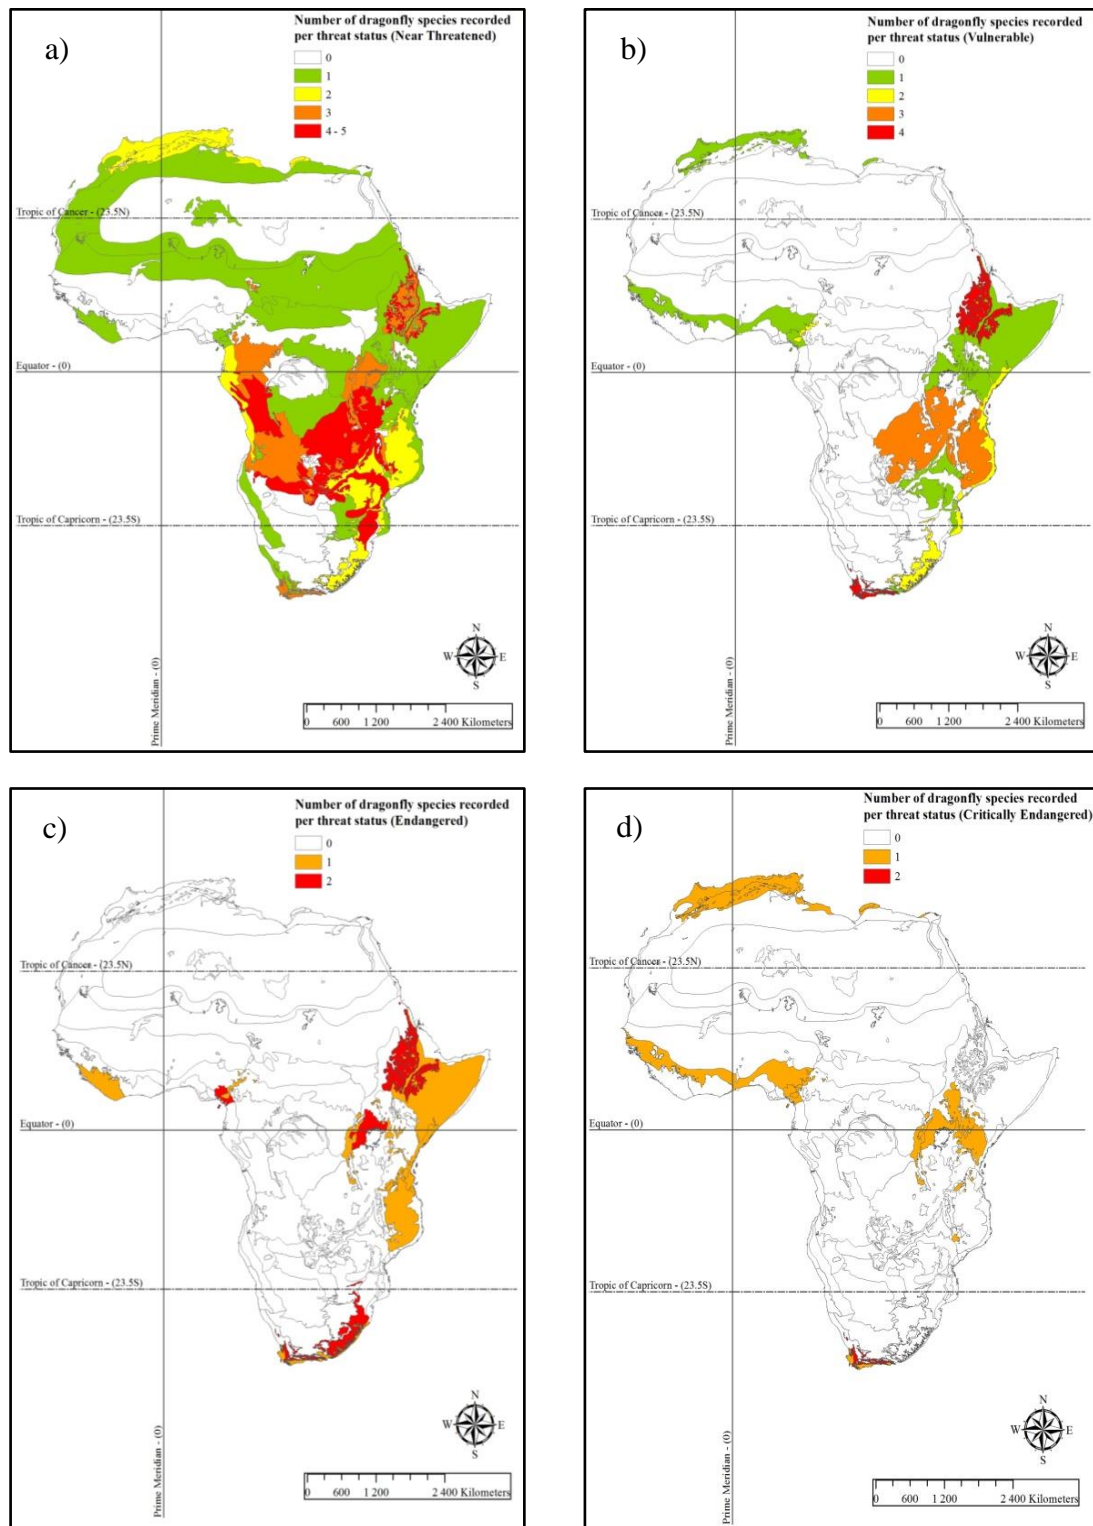 a)
Number of dragonfly species recorded
per threat status (Near Threatened)
0
1
2
3
4 - 5
Tropic of Cancer - (23.5N)
Equator - (0)
Tropic of Capricorn - (23.5S)
Prime Meridian - (0)
N
W E
S
0 600 1 200 2 400 Kilometers
b)
Number of dragonfly species recorded
per threat status (Vulnerable)
0
1
2
3
4
Tropic of Cancer - (23.5N)
Equator - (0)
Tropic of Capricorn - (23.5S)
Prime Meridian - (0)
N
W E
S
0 600 1 200 2 400 Kilometers
c)
Number of dragonfly species recorded
per threat status (Endangered)
0
1
2
Tropic of Cancer - (23.5N)
Equator - (0)
Tropic of Capricorn - (23.5S)
Prime Meridian - (0)
N
W E
S
0 600 1 200 2 400 Kilometers
d)
Number of dragonfly species recorded
per threat status (Critically Endangered)
0
1
2
Tropic of Cancer - (23.5N)
Equator - (0)
Tropic of Capricorn - (23.5S)
Prime Meridian - (0)
N
W E
S
0 600 1 200 2 400 Kilometers